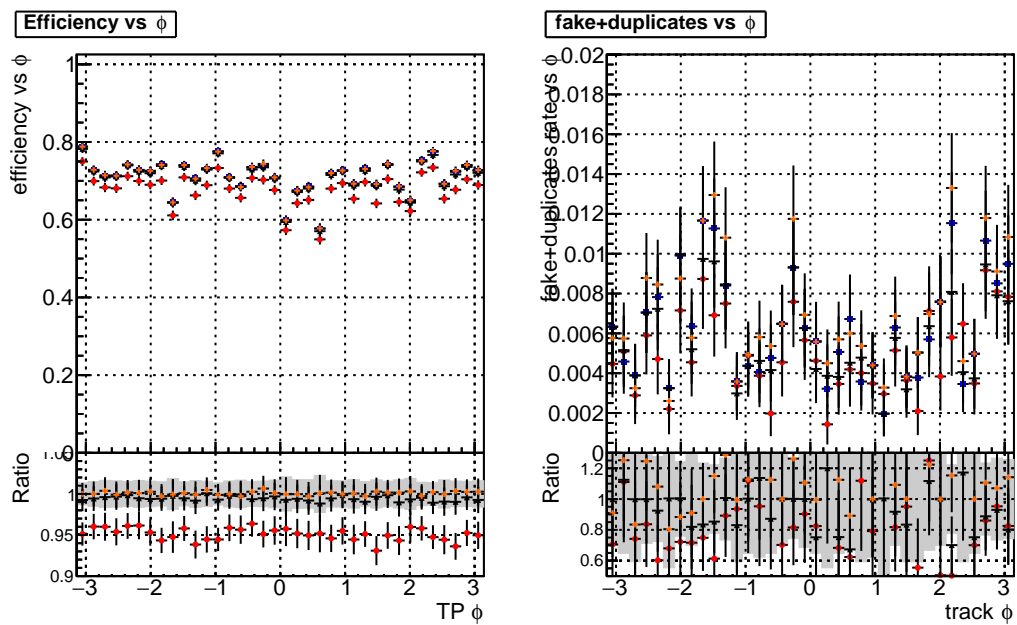 Efficiency vs ϕ
efficiency vs ϕ
1
0.8
0.6
0.4
0.2
0
Ratio
1
0.95
0.9
−3 −2 −1 0 1 2 3
TP ϕ
fake+duplicates vs ϕ
fake+duplicates rate vs ϕ
0.02
0.018
0.016
0.014
0.012
0.01
0.008
0.006
0.004
0.002
0
Ratio
1.2
1
0.8
0.6
−3 −2 −1 0 1 2 3
track ϕ